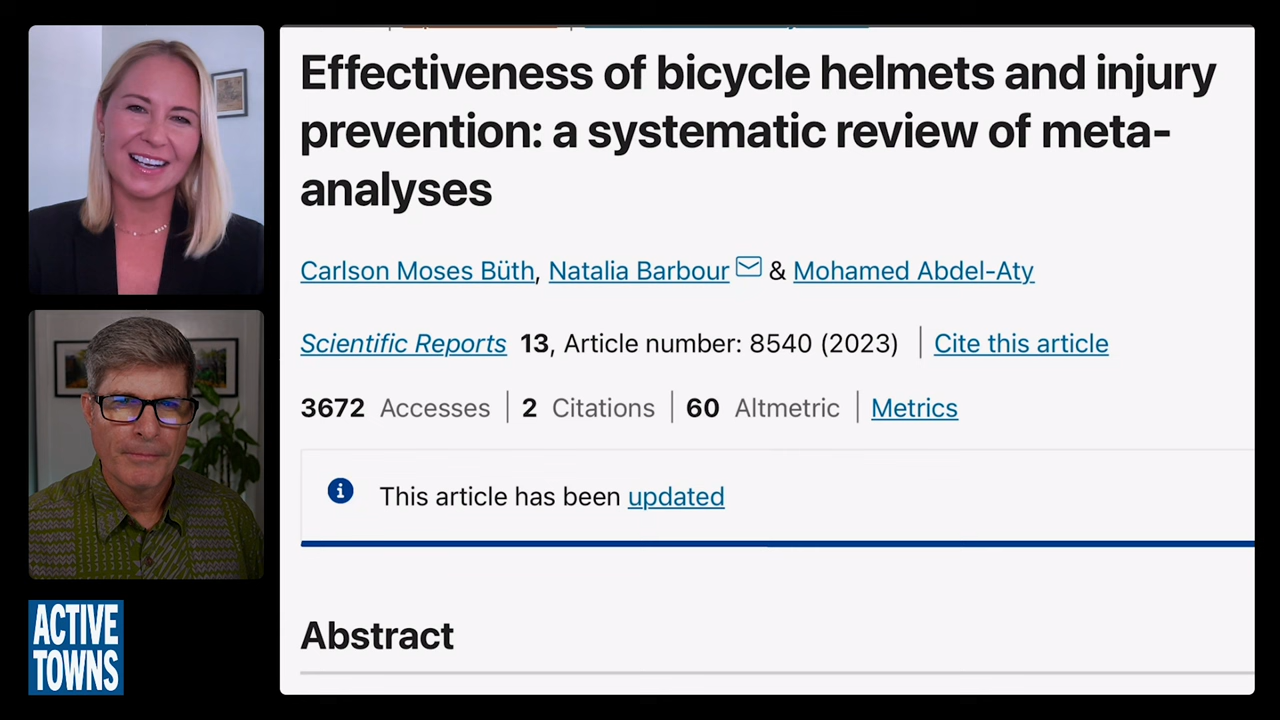 Effectiveness of bicycle helmets and injury
prevention: a systematic review of meta-
analyses
Carlson Moses Büth, Natalia Barbour & Mohamed Abdel-Aty
Scientific Reports 13, Article number: 8540 (2023) | Cite this article
3672 Accesses | 2 Citations | 60 Altmetric | Metrics
This article has been updated
Abstract
ACTIVE
TOWNS